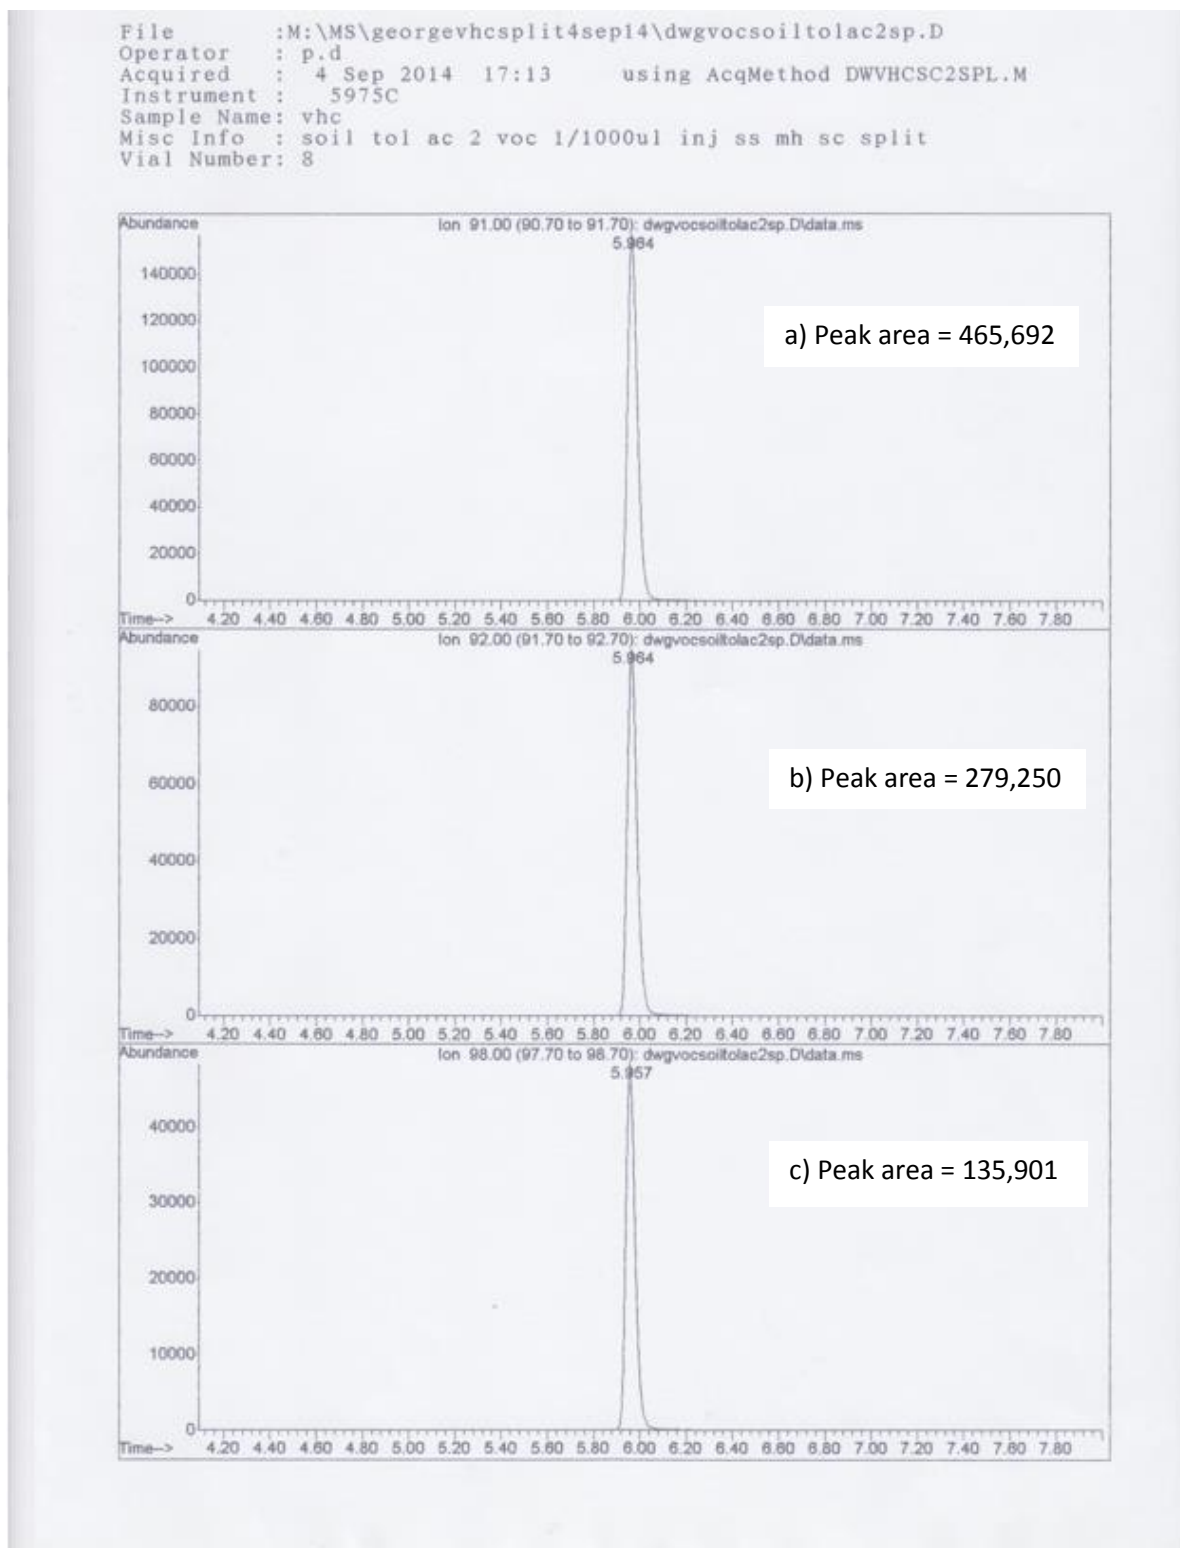 File :M:\MS\georgevhcsplit4sep14\dwgvocsoiltolac2sp.D
Operator : p.d
Acquired : 4 Sep 2014 17:13 using AcqMethod DWVHCSC2SPL.M
Instrument : 5975C
Sample Name: vhc
Misc Info : soil tol ac 2 voc 1/1000ul inj ss mh sc split
Vial Number: 8
Abundance
Ion 91.00 (90.70 to 91.70): dwgvocsoiltolac2sp.D\data.ms
5.964
140000
120000
a) Peak area = 465,692
100000
80000
60000
40000
20000
0
Time--> 4.20 4.40 4.60 4.80 5.00 5.20 5.40 5.60 5.80 6.00 6.20 6.40 6.60 6.80 7.00 7.20 7.40 7.60 7.80
Abundance
Ion 92.00 (91.70 to 92.70): dwgvocsoiltolac2sp.D\data.ms
5.964
80000
b) Peak area = 279,250
60000
40000
20000
0
Time--> 4.20 4.40 4.60 4.80 5.00 5.20 5.40 5.60 5.80 6.00 6.20 6.40 6.60 6.80 7.00 7.20 7.40 7.60 7.80
Abundance
Ion 98.00 (97.70 to 98.70): dwgvocsoiltolac2sp.D\data.ms
5.957
40000
c) Peak area = 135,901
30000
20000
10000
0
Time--> 4.20 4.40 4.60 4.80 5.00 5.20 5.40 5.60 5.80 6.00 6.20 6.40 6.60 6.80 7.00 7.20 7.40 7.60 7.80